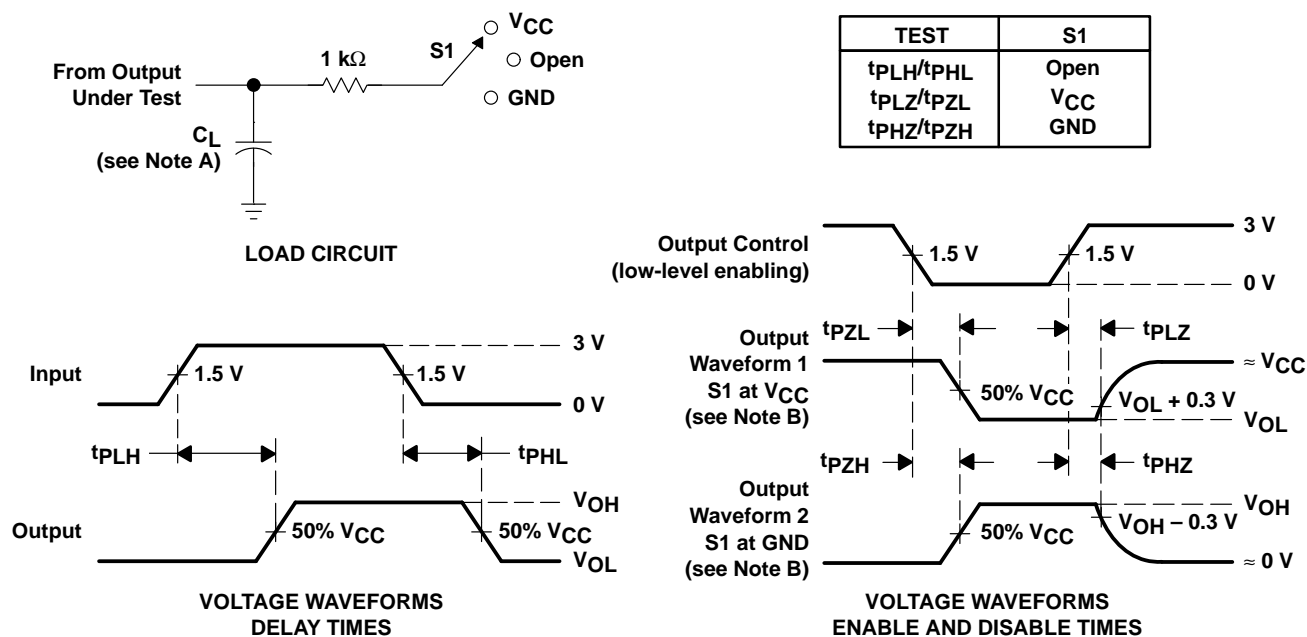 From Output
Under Test
1 kΩ
S1
VCC
Open
GND
CL
(see Note A)
LOAD CIRCUIT
TEST S1
tPLH/tPHL Open
tPLZ/tPZL VCC
tPHZ/tPZH GND
Input
1.5 V
1.5 V
3 V
0 V
tPLH
tPHL
Output
50% VCC
50% VCC
VOH
VOL
VOLTAGE WAVEFORMS
DELAY TIMES
Output Control
(low-level enabling)
1.5 V
1.5 V
3 V
0 V
tPZL
tPLZ
Output
Waveform 1
S1 at VCC
(see Note B)
50% VCC
VOL + 0.3 V
≈ VCC
VOL
tPZH
tPHZ
Output
Waveform 2
S1 at GND
(see Note B)
50% VCC
VOH – 0.3 V
VOH
≈ 0 V
VOLTAGE WAVEFORMS
ENABLE AND DISABLE TIMES